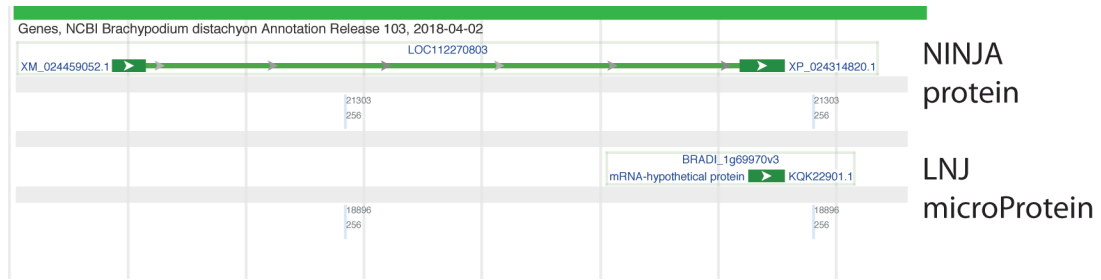 Genes, NCBI Brachypodium distachyon Annotation Release 103, 2018-04-02
LOC112270803
XM_024459052.1 XP_024314820.1
NINJA
protein
21303 21303
256 256
BRADI_1g69970v3
mRNA-hypothetical protein KQK22901.1
LNJ
microProtein
18896 18896
256 256